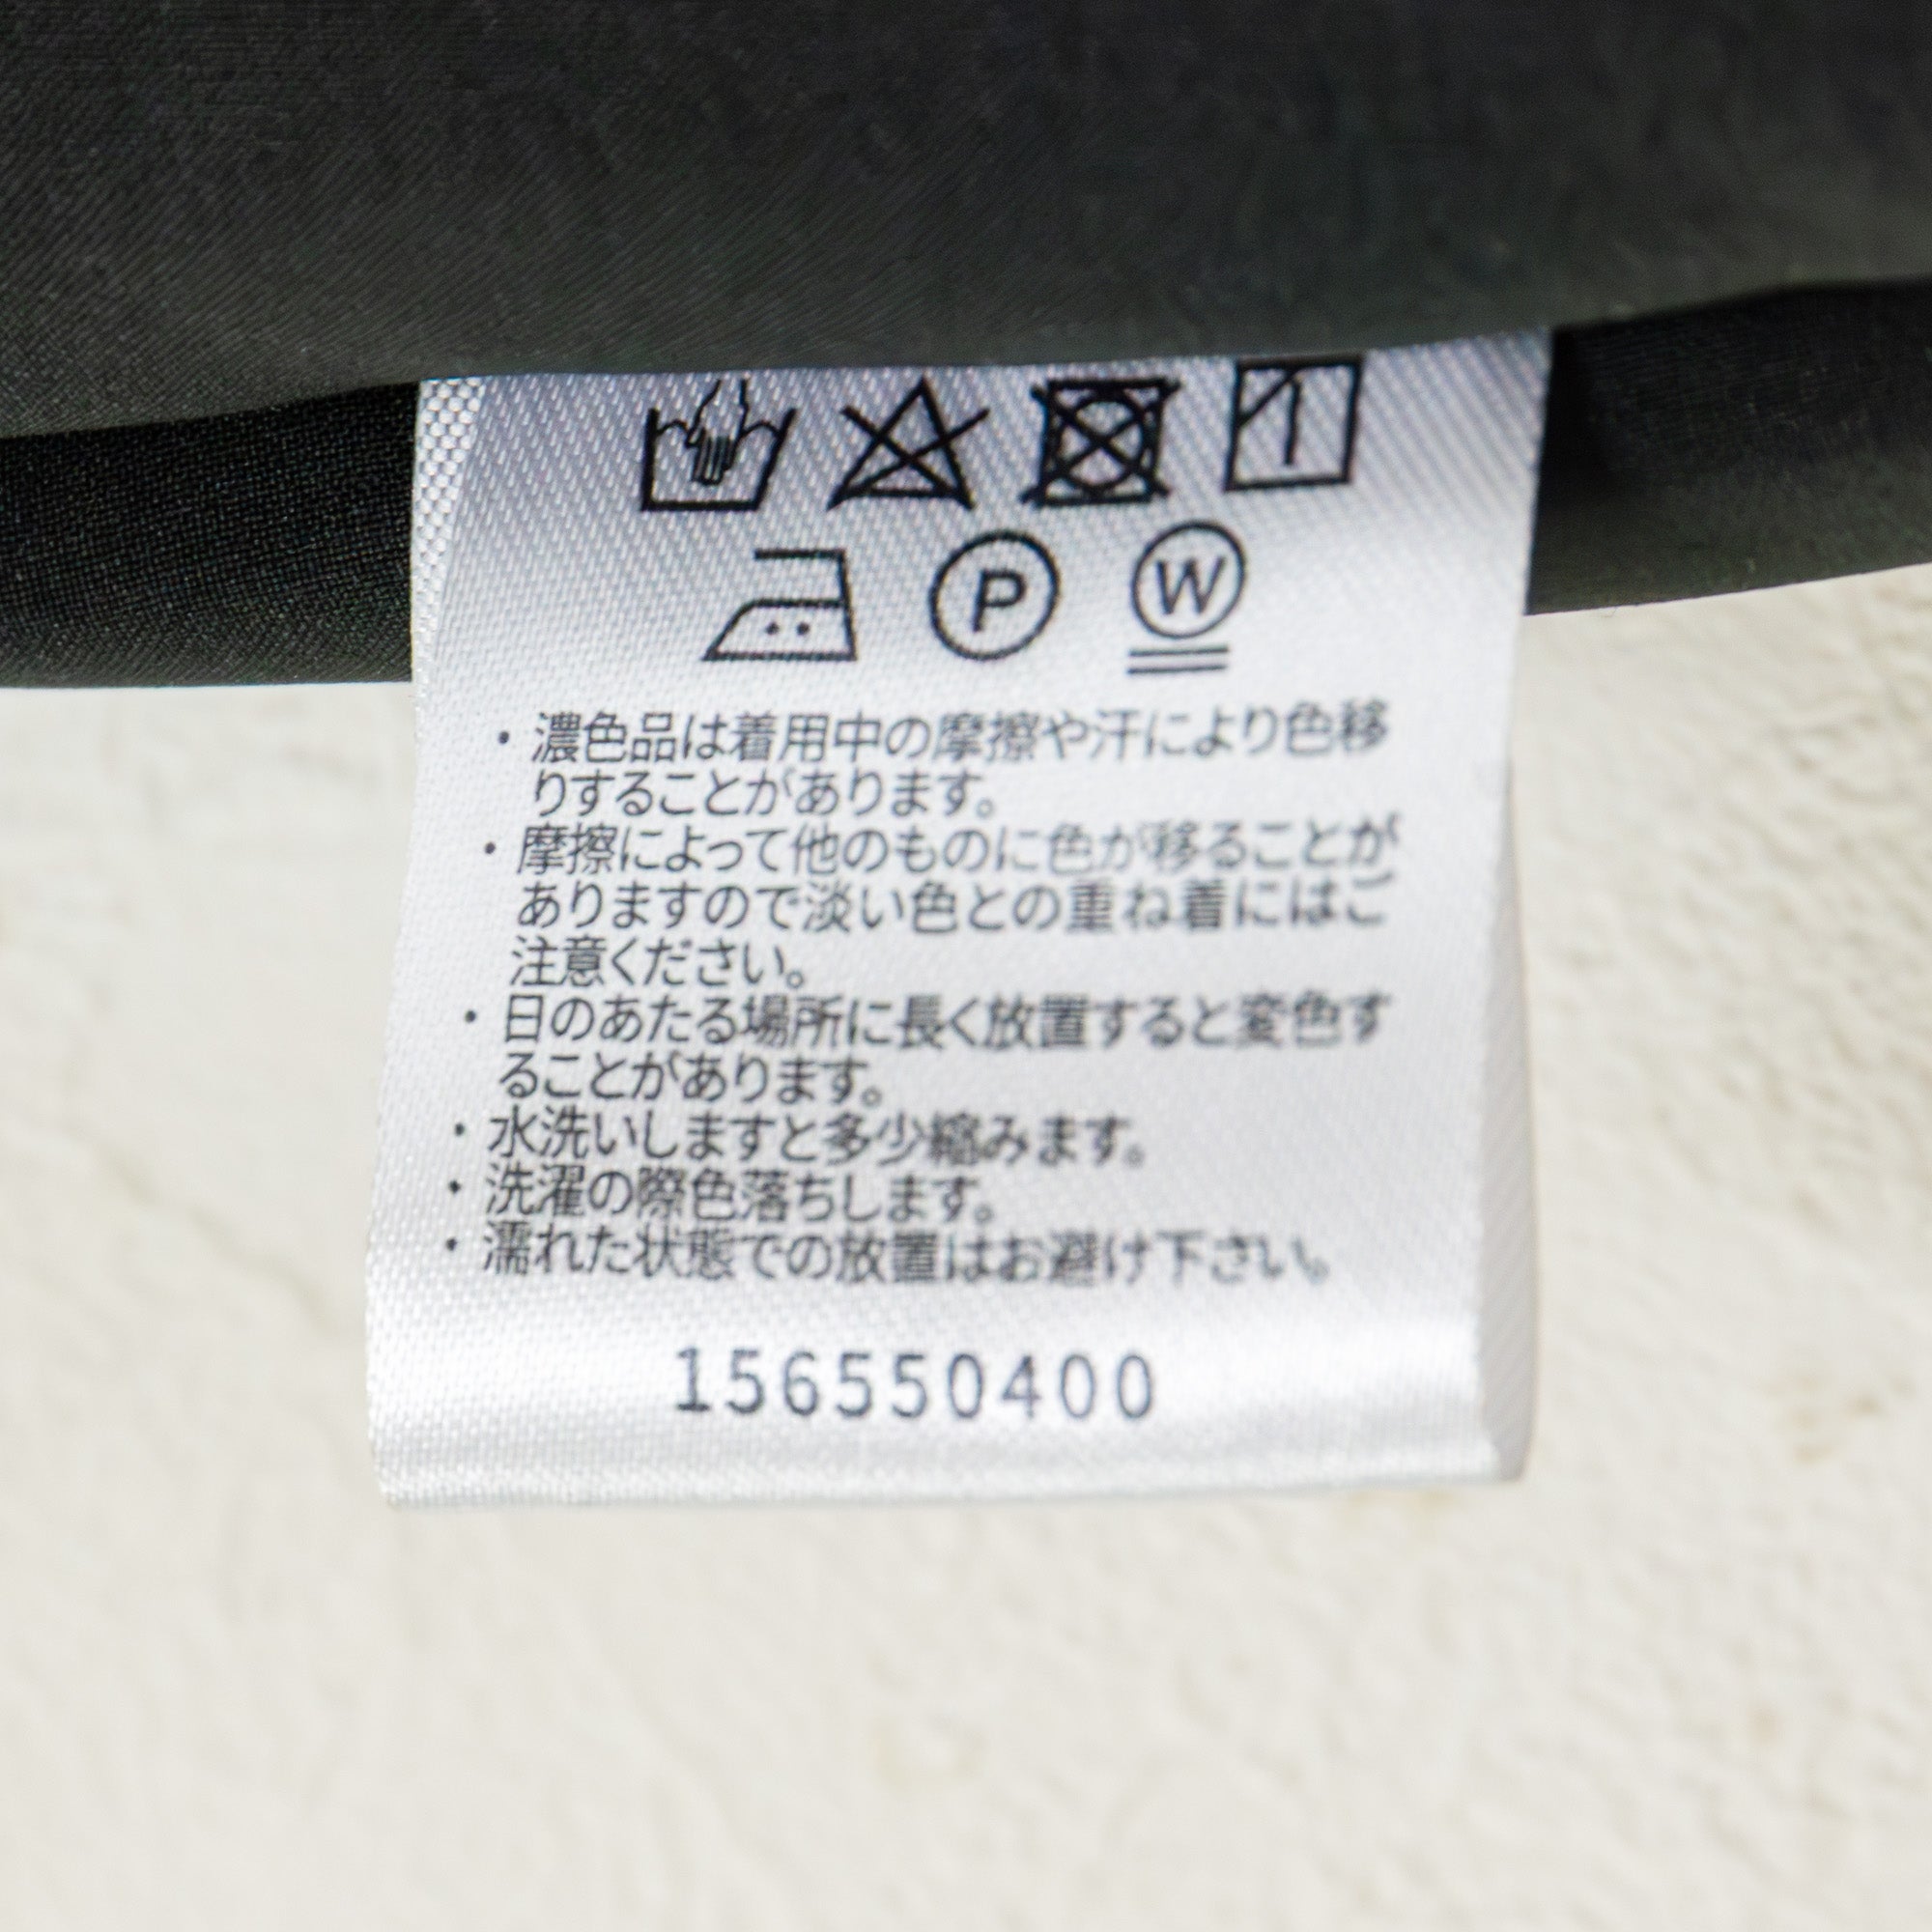 P W
・濃色品は着用中の摩擦や汗により色移
りすることがあります。
・摩擦によって他のものに色が移ることが
ありますので淡い色との重ね着にはご
注意ください。
・日のあたる場所に長く放置すると変色す
ることがあります。
・水洗いしますと多少縮みます。
・洗濯の際色落ちします。
・濡れた状態での放置はお避け下さい。
156550400